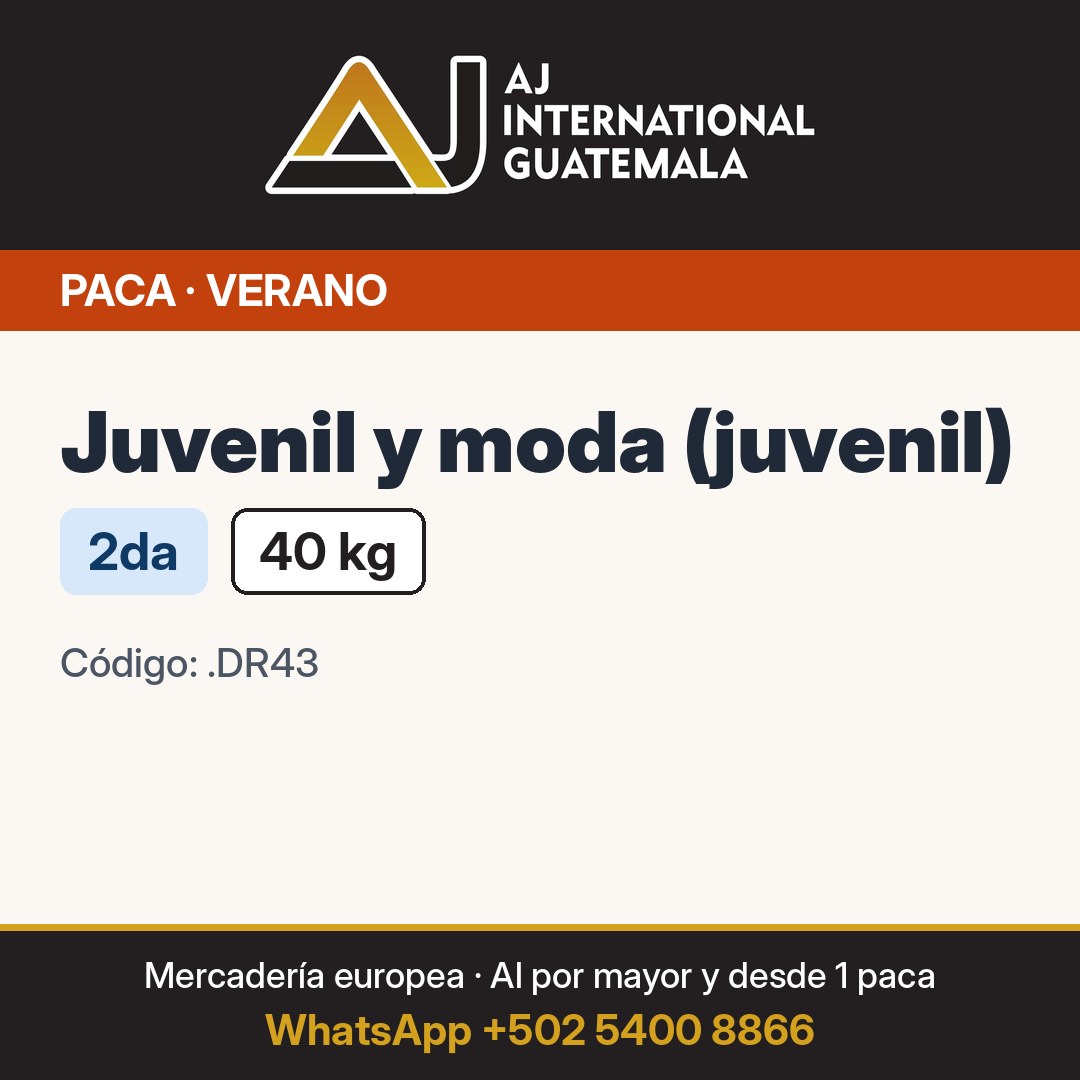 AJ
INTERNATIONAL
GUATEMALA
PACA · VERANO
Juvenil y moda (juvenil)
2da
40 kg
Código: .DR43
Mercadería europea · Al por mayor y desde 1 paca
WhatsApp +502 5400 8866